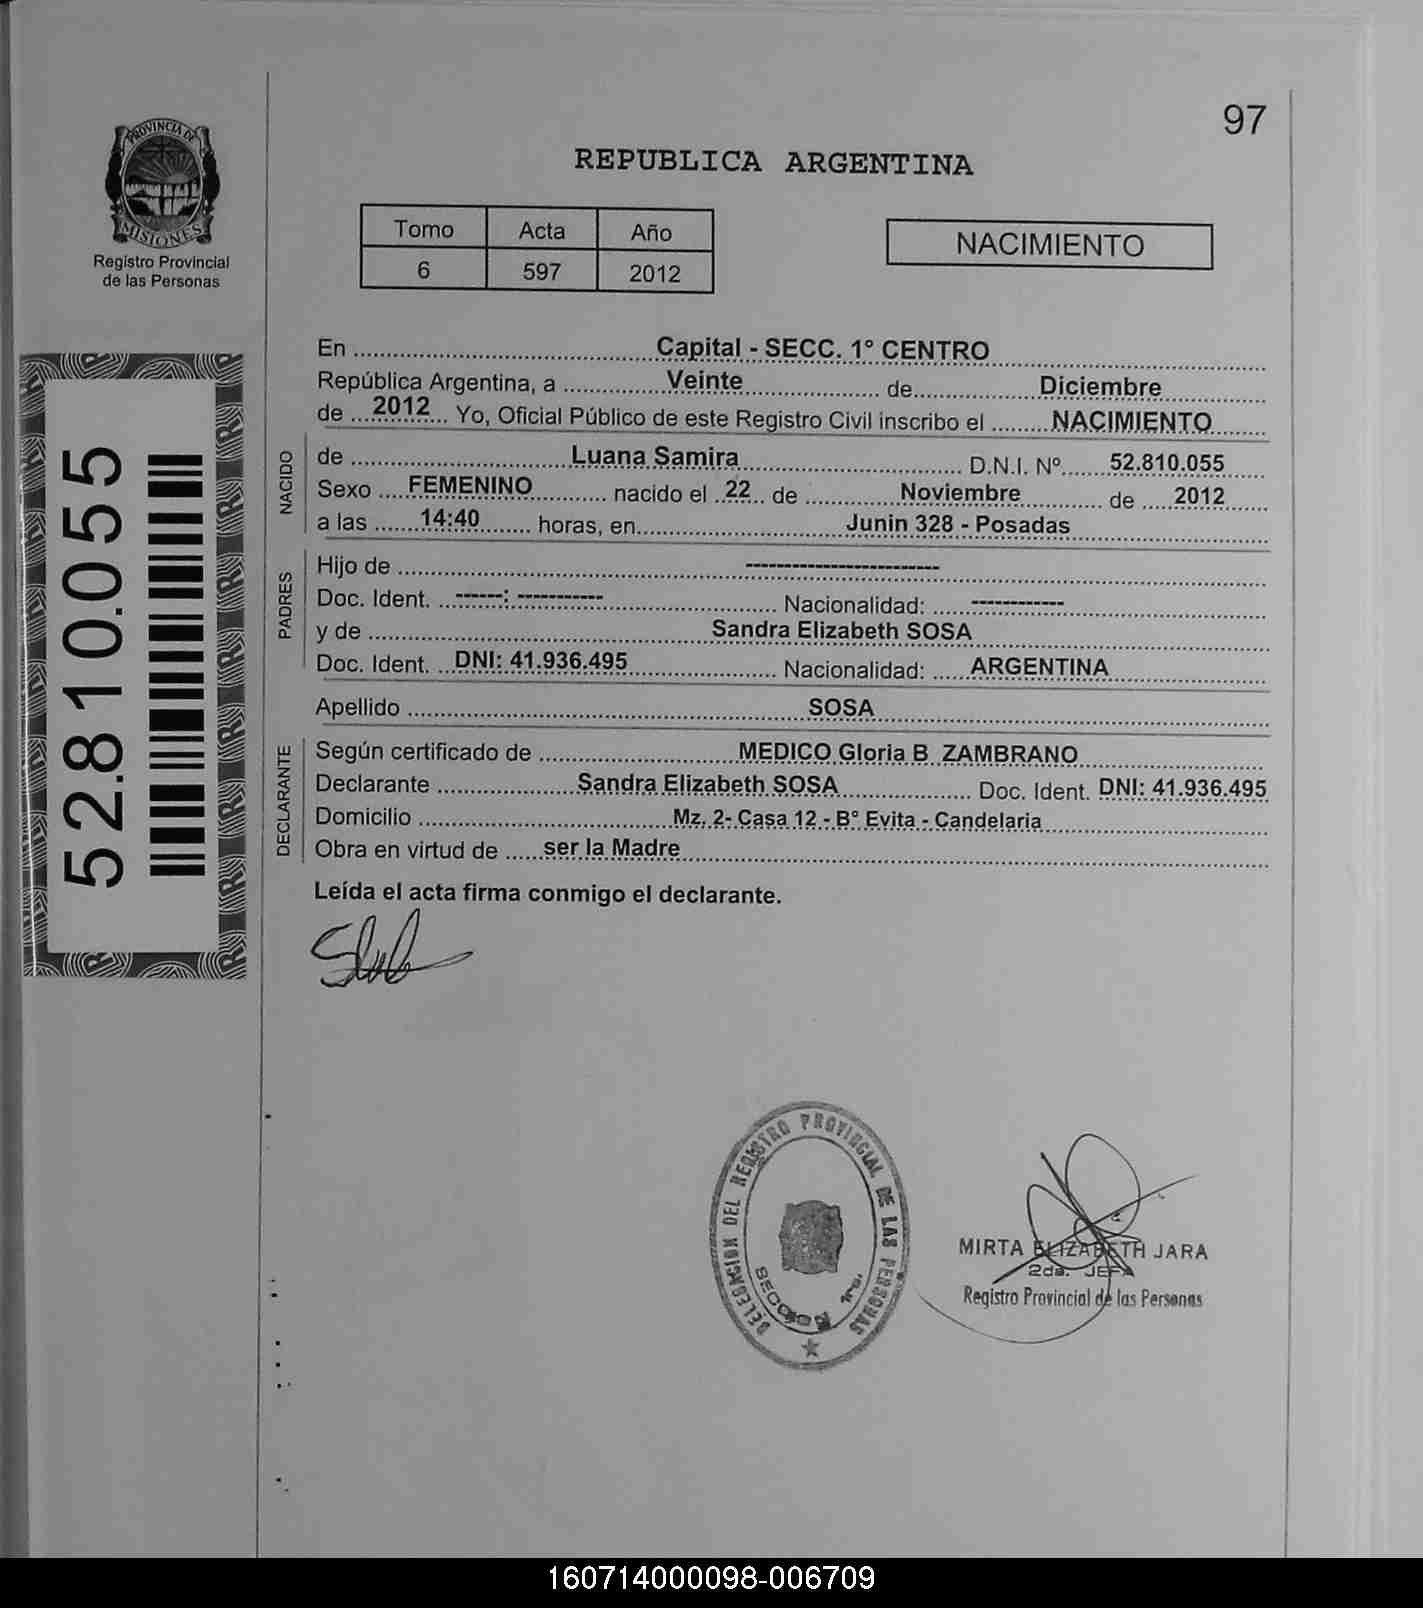 97
PROVINCIA DE
MISIONES
Registro Provincial
de las Personas
REPUBLICA ARGENTINA
Tomo Acta Año
6 597 2012
NACIMIENTO
52.810.055
En Capital - SECC. 1° CENTRO
República Argentina, a Veinte de Diciembre
de 2012 Yo, Oficial Público de este Registro Civil inscribo el NACIMIENTO
NACIDO
de Luana Samira D.N.I. Nº 52.810.055
Sexo FEMENINO nacido el 22 de Noviembre de 2012
a las 14:40 horas, en Junin 328 - Posadas
PADRES
Hijo de -------------------------
Doc. Ident. ------: ----------- Nacionalidad: ------------
y de Sandra Elizabeth SOSA
Doc. Ident. DNI: 41.936.495 Nacionalidad: ARGENTINA
Apellido SOSA
DECLARANTE
Según certificado de MEDICO Gloria B. ZAMBRANO
Declarante Sandra Elizabeth SOSA Doc. Ident. DNI: 41.936.495
Domicilio Mz. 2- Casa 12 - B° Evita - Candelaria
Obra en virtud de ser la Madre
Leída el acta firma conmigo el declarante.
DELEGACION DEL REGISTRO PROVINCIAL DE LAS PERSONAS
SECCION 1ra.
MIRTA ELIZABETH JARA
2da. JEFA
Registro Provincial de las Personas
160714000098-006709